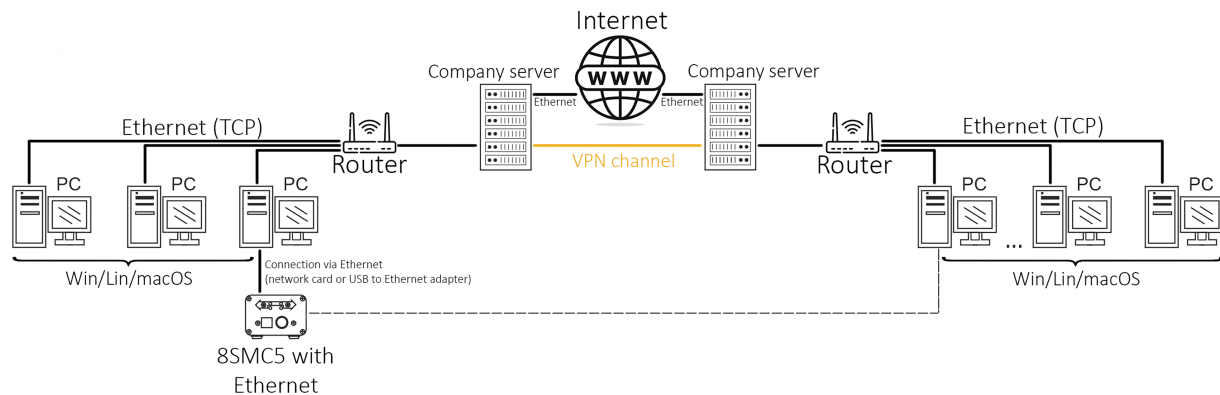 Internet
WWW
Company server
Company server
Ethernet
Ethernet
Ethernet (TCP)
Ethernet (TCP)
Router
VPN channel
Router
PC
PC
PC
PC
PC
PC
...
Win/Lin/macOS
Connection via Ethernet
(network card or USB to Ethernet adapter)
Win/Lin/macOS
8SMC5 with
Ethernet